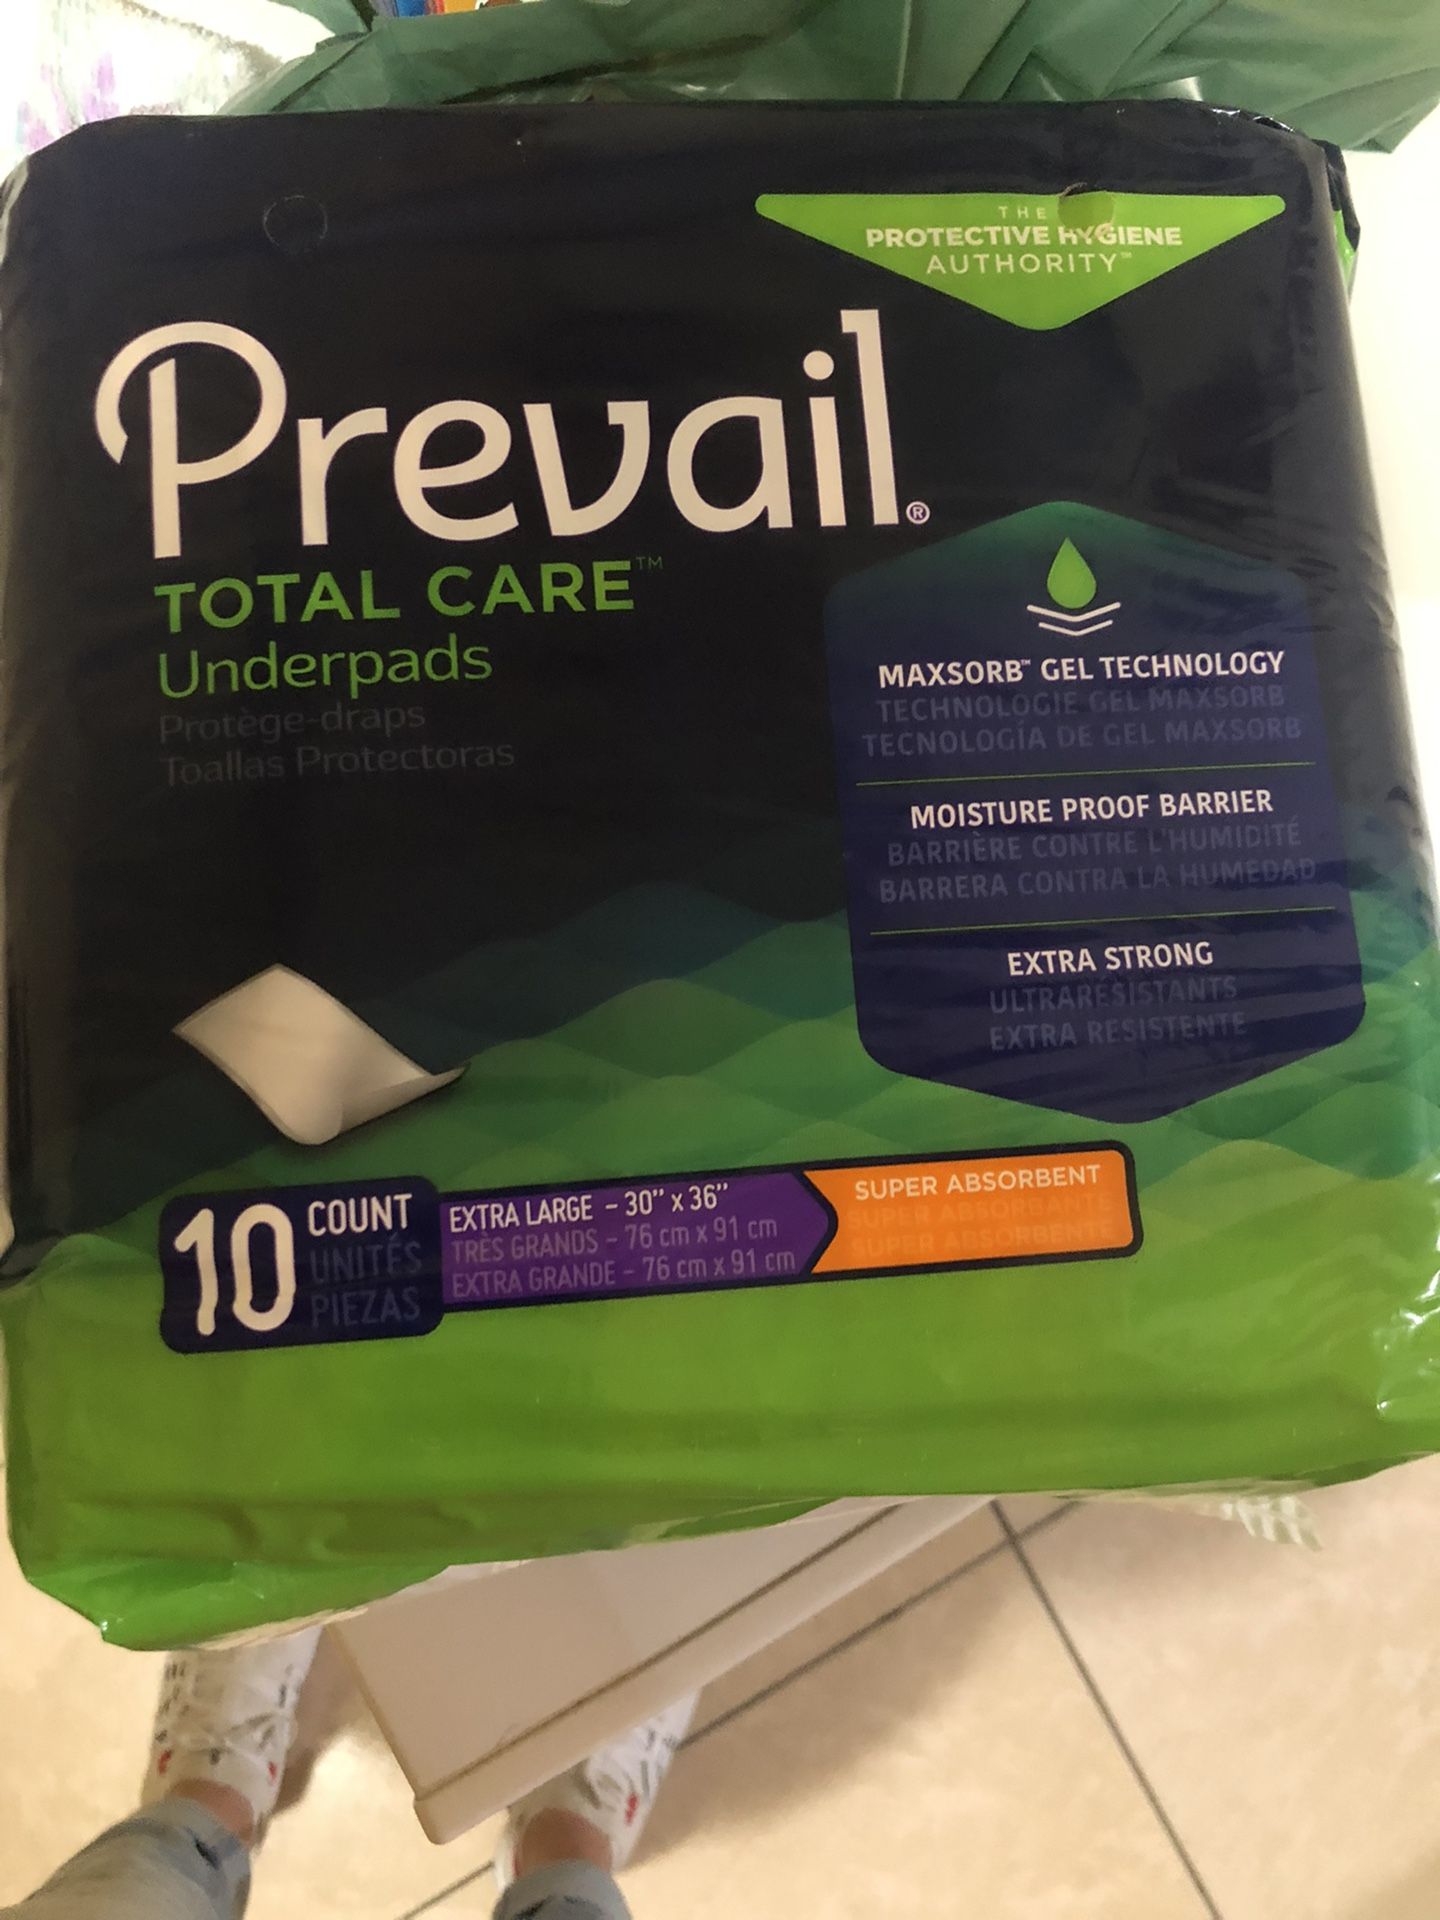 THE
PROTECTIVE HYGIENE
AUTHORITY™
Prevail®
TOTAL CARE™
Underpads
Protège-draps
Toallas Protectoras
MAXSORB™ GEL TECHNOLOGY
TECHNOLOGIE GEL MAXSORB
TECNOLOGÍA DE GEL MAXSORB
MOISTURE PROOF BARRIER
BARRIÈRE CONTRE L'HUMIDITÉ
BARRERA CONTRA LA HUMEDAD
EXTRA STRONG
ULTRARÉSISTANTS
EXTRA RESISTENTE
10 COUNT
UNITÉS
PIEZAS
EXTRA LARGE – 30" x 36"
TRÈS GRANDS – 76 cm x 91 cm
EXTRA GRANDE – 76 cm x 91 cm
SUPER ABSORBENT
SUPER ABSORBANTE
SUPER ABSORBENTE